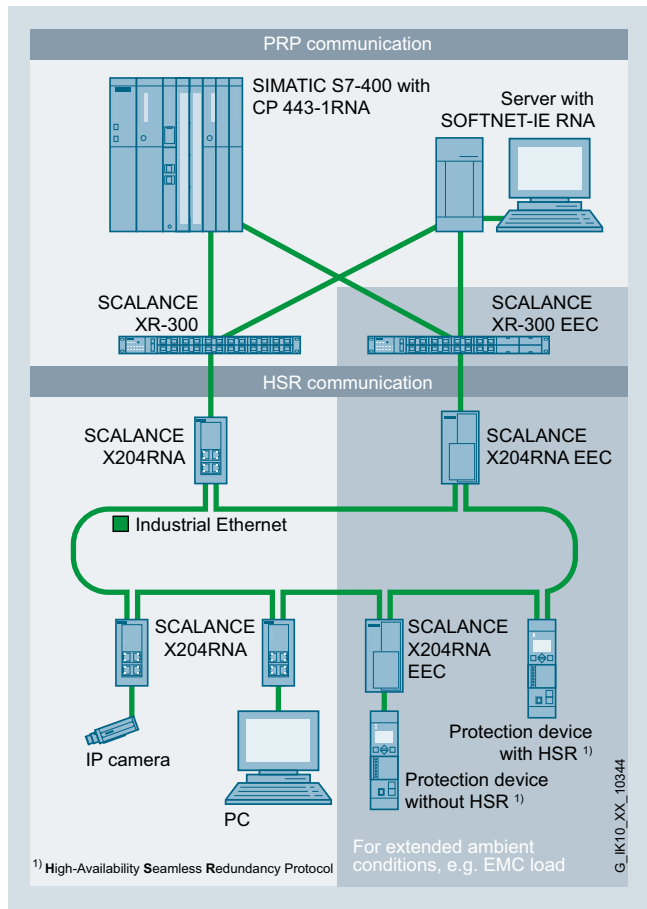 PRP communication
SIMATIC S7-400 with
CP 443-1RNA
Server with
SOFTNET-IE RNA
SCALANCE
XR-300
SCALANCE
XR-300 EEC
HSR communication
SCALANCE
X204RNA
SCALANCE
X204RNA EEC
Industrial Ethernet
SCALANCE
X204RNA
SCALANCE
X204RNA
EEC
IP camera
PC
Protection device
with HSR 1)
Protection device
without HSR 1)
For extended ambient
conditions, e.g. EMC load
1) High-Availability Seamless Redundancy Protocol
G_IK10_XX_10344